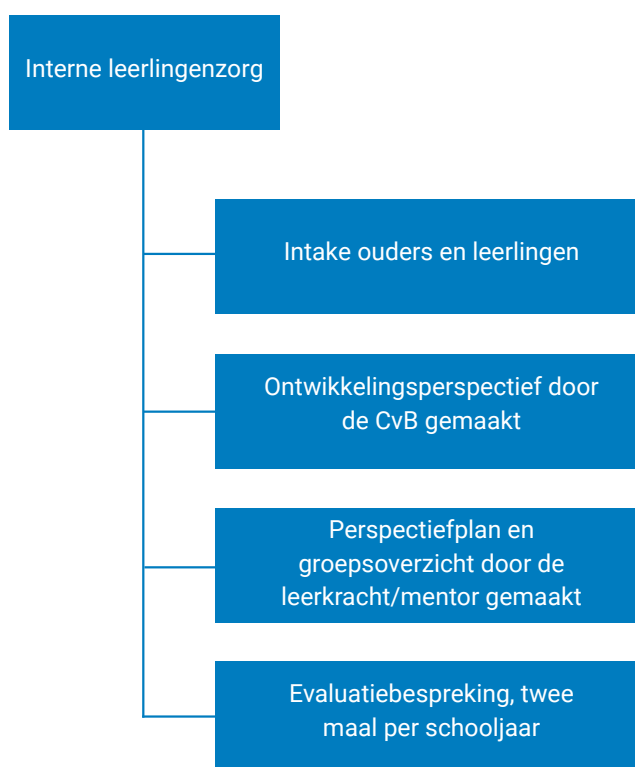 Interne leerlingenzorg
Intake ouders en leerlingen
Ontwikkelingsperspectief door
de CvB gemaakt
Perspectiefplan en
groepsoverzicht door de
leerkracht/mentor gemaakt
Evaluatiebespreking, twee
maal per schooljaar